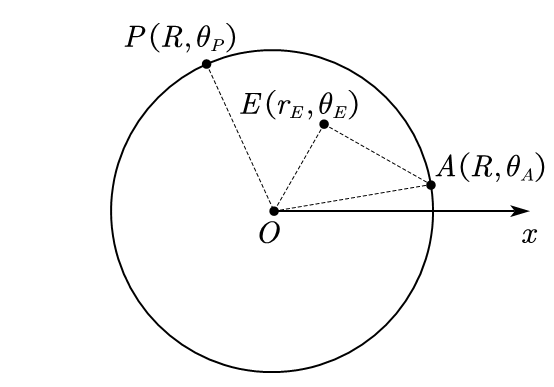 P(R, θ_P)
E(r_E, θ_E)
A(R, θ_A)
O
x